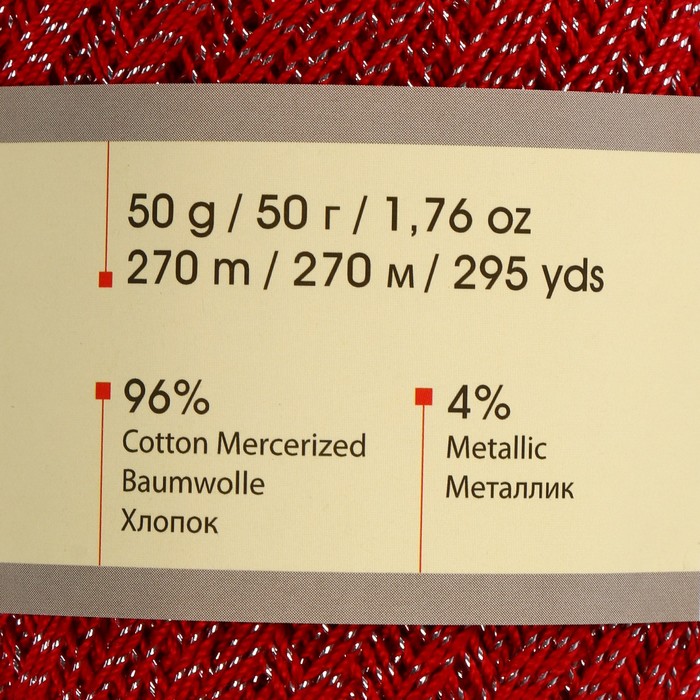 50 g / 50 г / 1,76 oz
270 m / 270 м / 295 yds
96%
Cotton Mercerized
Baumwolle
Хлопок
4%
Metallic
Металлик